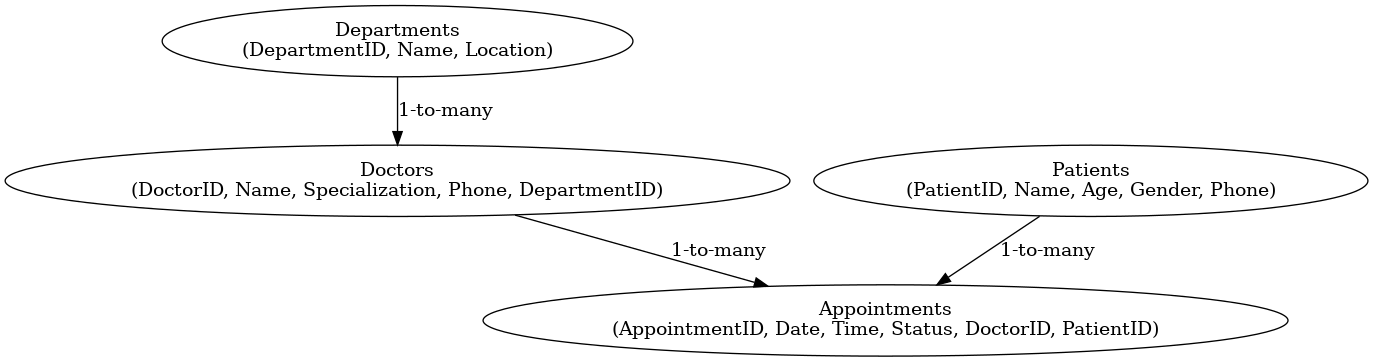 Departments
(DepartmentID, Name, Location)
1-to-many
Doctors
(DoctorID, Name, Specialization, Phone, DepartmentID)
Patients
(PatientID, Name, Age, Gender, Phone)
1-to-many
1-to-many
Appointments
(AppointmentID, Date, Time, Status, DoctorID, PatientID)